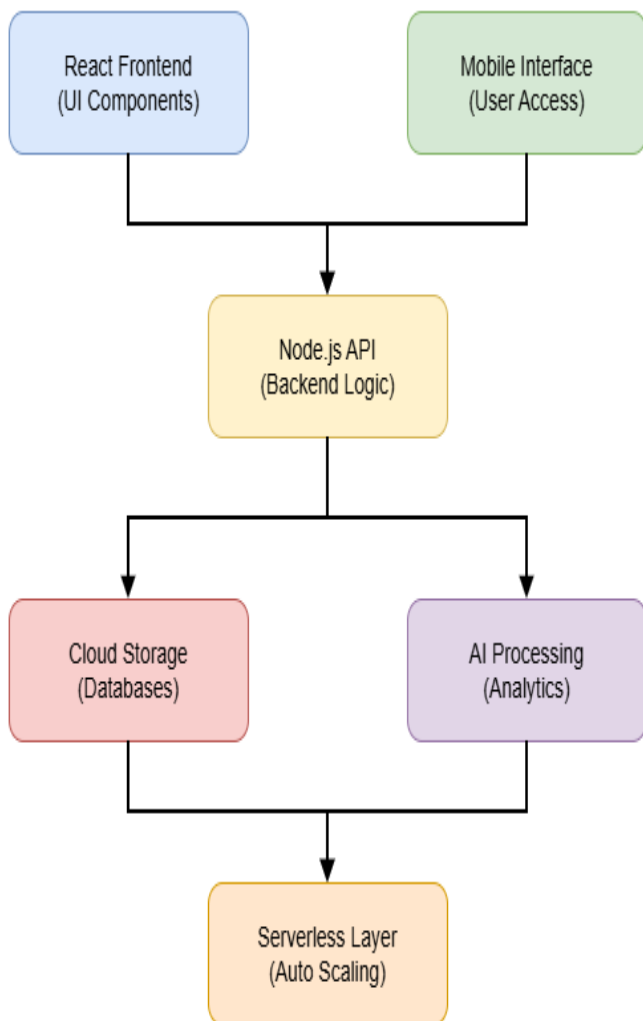 React Frontend
(UI Components)
Mobile Interface
(User Access)
Node.js API
(Backend Logic)
Cloud Storage
(Databases)
AI Processing
(Analytics)
Serverless Layer
(Auto Scaling)